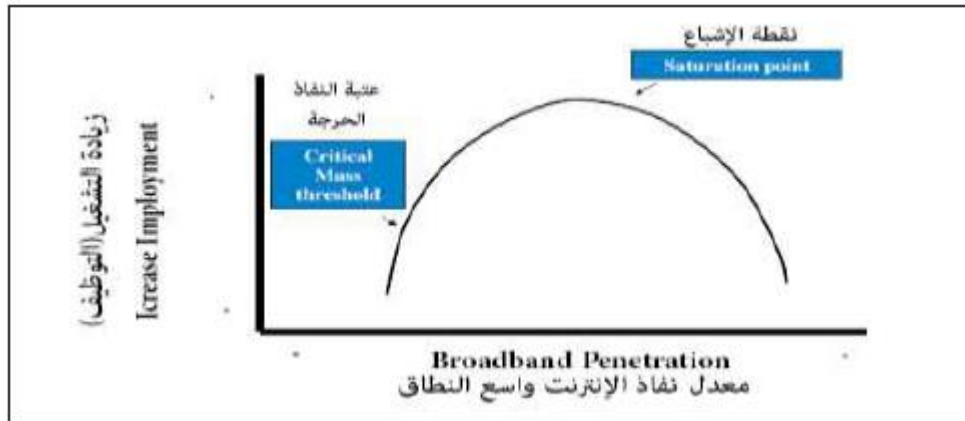 نقطة الإشباع
Saturation point
عتبة النفاذ
الحرجة
Critical
Mass
threshold
زيادة التشغيل(التوظيف)
Icrease Imployment
Broadband Penetration
معدل نفاذ الإنترنت واسع النطاق